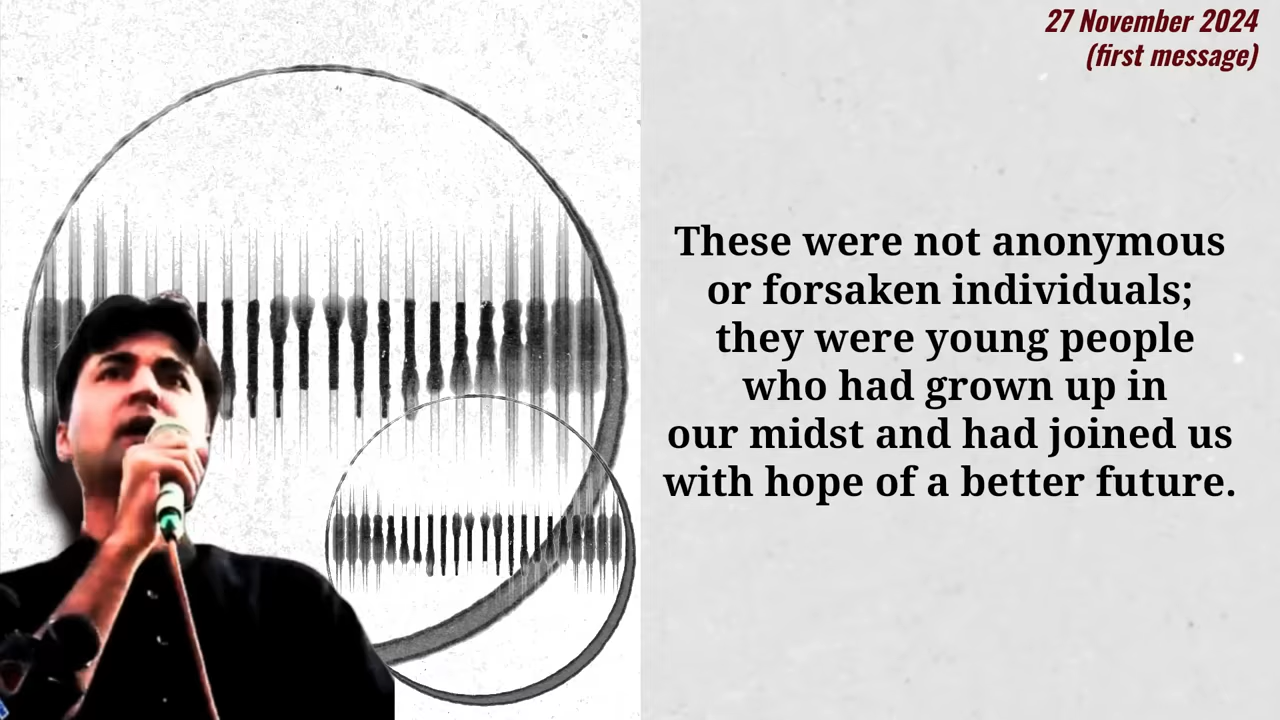 27 November 2024
(first message)
These were not anonymous
or forsaken individuals;
they were young people
who had grown up in
our midst and had joined us
with hope of a better future.